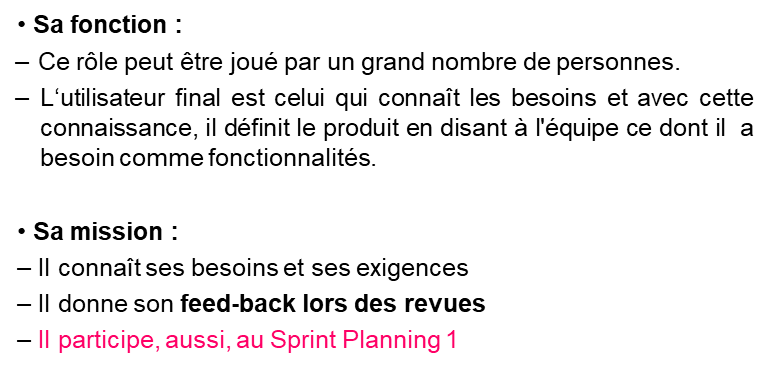 • Sa fonction :
– Ce rôle peut être joué par un grand nombre de personnes.
– L‘utilisateur final est celui qui connaît les besoins et avec cette
connaissance, il définit le produit en disant à l'équipe ce dont il a
besoin comme fonctionnalités.
• Sa mission :
– Il connaît ses besoins et ses exigences
– Il donne son feed-back lors des revues
– Il participe, aussi, au Sprint Planning 1